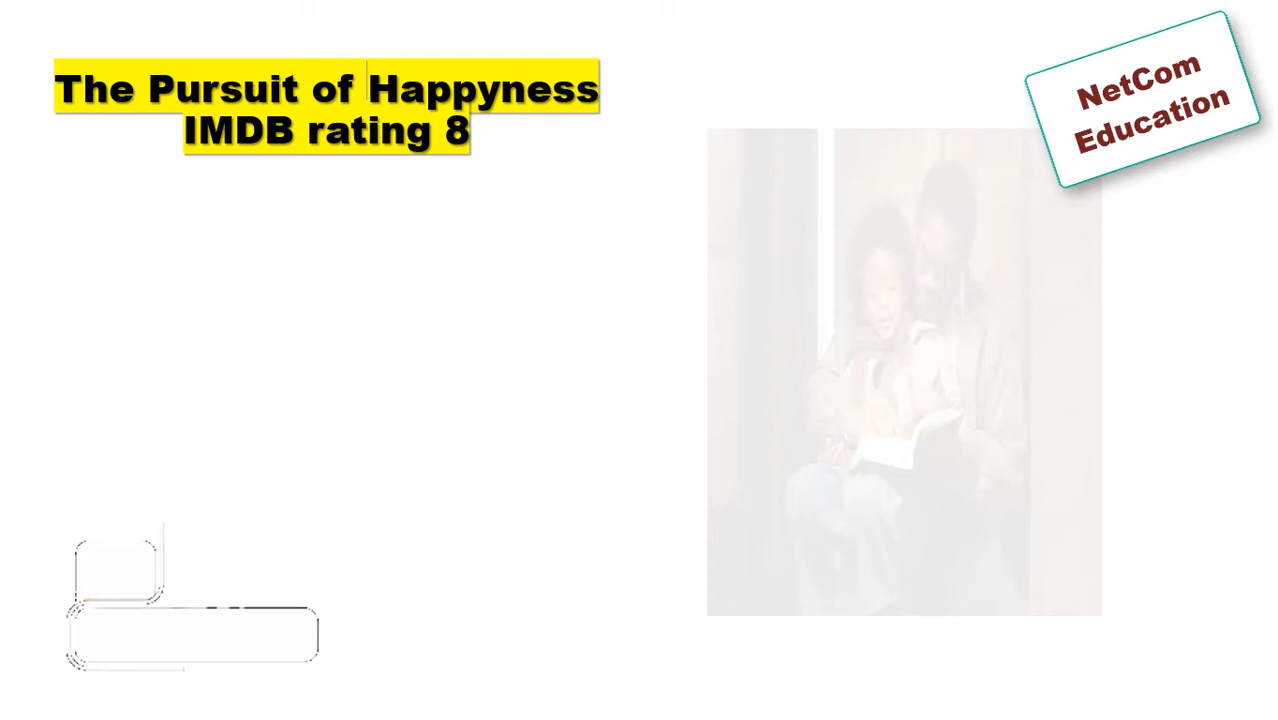 The Pursuit of Happyness
IMDB rating 8
NetCom
Education